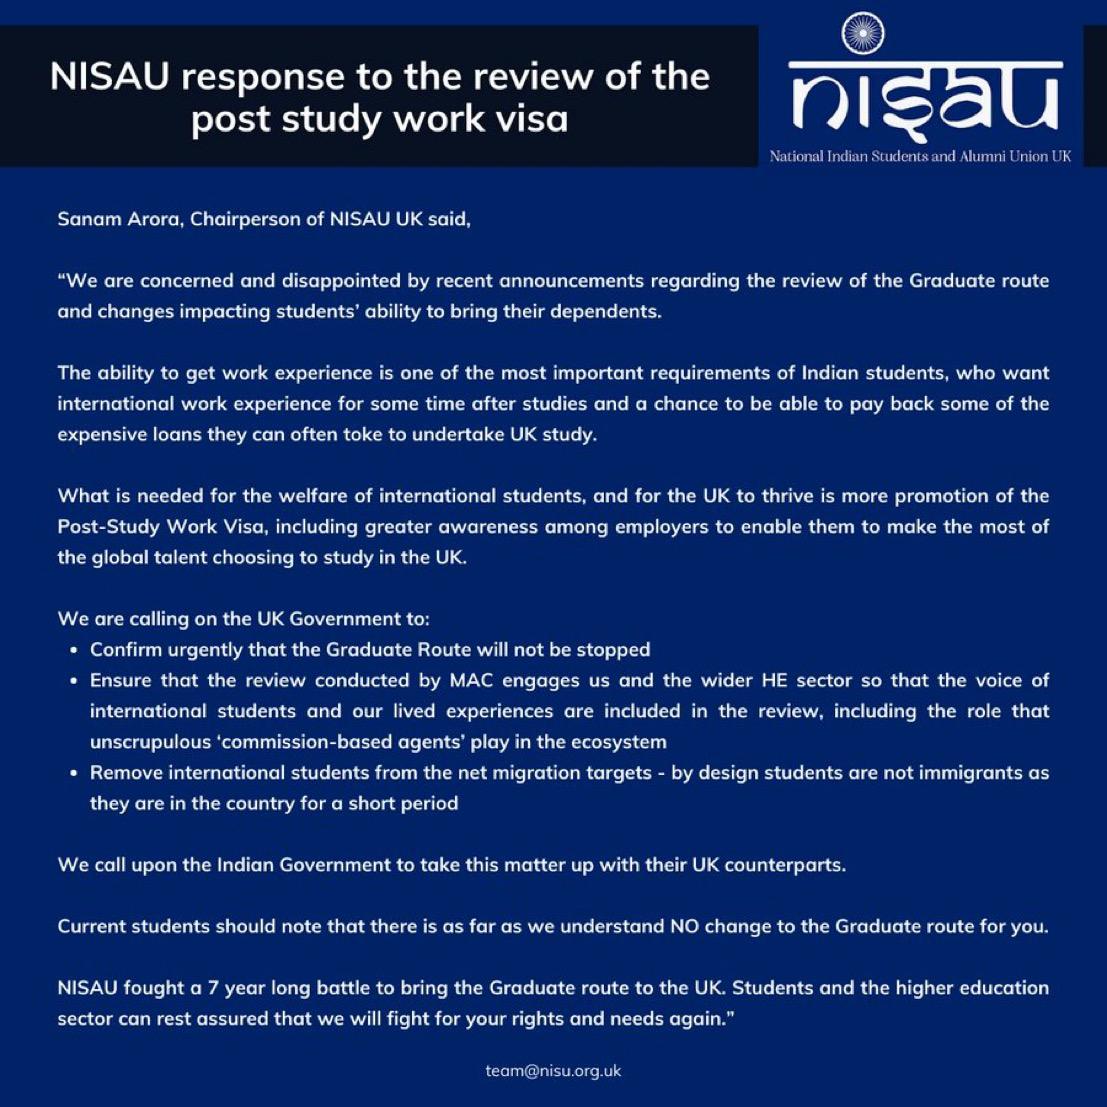 NISAU response to the review of the
post study work visa
nisau
National Indian Students and Alumni Union UK
Sanam Arora, Chairperson of NISAU UK said,
“We are concerned and disappointed by recent announcements regarding the review of the Graduate route
and changes impacting students’ ability to bring their dependents.
The ability to get work experience is one of the most important requirements of Indian students, who want
international work experience for some time after studies and a chance to be able to pay back some of the
expensive loans they can often toke to undertake UK study.
What is needed for the welfare of international students, and for the UK to thrive is more promotion of the
Post-Study Work Visa, including greater awareness among employers to enable them to make the most of
the global talent choosing to study in the UK.
We are calling on the UK Government to:
• Confirm urgently that the Graduate Route will not be stopped
• Ensure that the review conducted by MAC engages us and the wider HE sector so that the voice of
international students and our lived experiences are included in the review, including the role that
unscrupulous ‘commission-based agents’ play in the ecosystem
• Remove international students from the net migration targets - by design students are not immigrants as
they are in the country for a short period
We call upon the Indian Government to take this matter up with their UK counterparts.
Current students should note that there is as far as we understand NO change to the Graduate route for you.
NISAU fought a 7 year long battle to bring the Graduate route to the UK. Students and the higher education
sector can rest assured that we will fight for your rights and needs again.”
team@nisu.org.uk